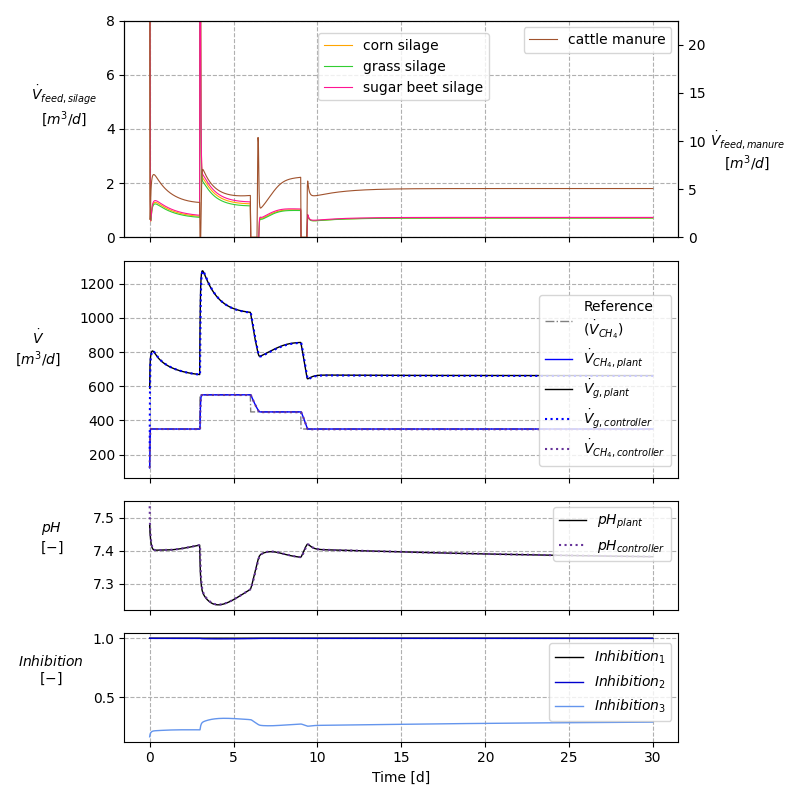 8
6
4
2
0
20
15
10
5
0
V̇feed, silage
[m³/d]
V̇feed, manure
[m³/d]
corn silage
grass silage
sugar beet silage
cattle manure
1200
1000
800
600
400
200
V̇
[m³/d]
Reference
(V̇CH₄)
V̇CH₄, plant
V̇g, plant
V̇g, controller
V̇CH₄, controller
7.5
7.4
7.3
pH
[−]
pHplant
pHcontroller
1.0
0.5
Inhibition
[−]
Inhibition₁
Inhibition₂
Inhibition₃
0 5 10 15 20 25 30
Time [d]